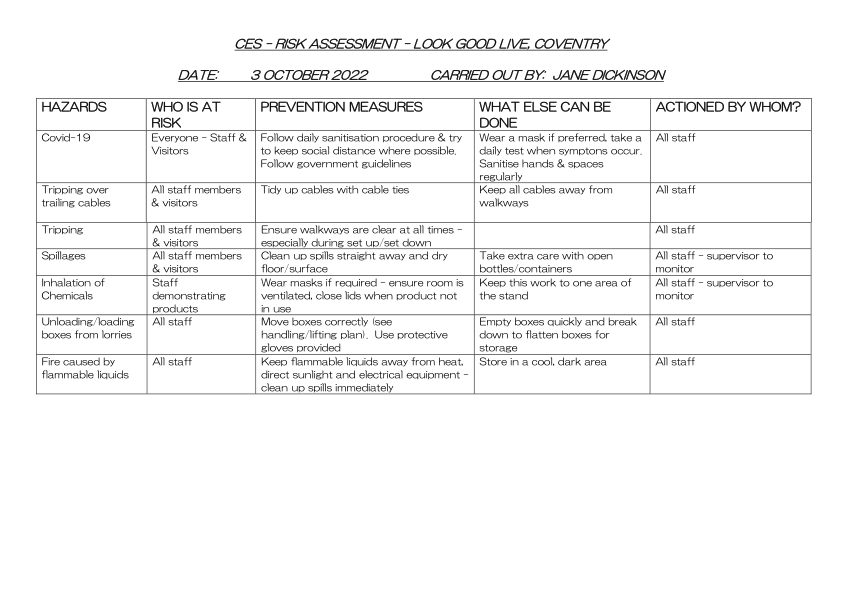 CES – RISK ASSESSMENT – LOOK GOOD LIVE, COVENTRY
DATE: 3 OCTOBER 2022 CARRIED OUT BY: JANE DICKINSON
HAZARDS
WHO IS AT
RISK
PREVENTION MEASURES
WHAT ELSE CAN BE
DONE
ACTIONED BY WHOM?
Covid-19
Everyone – Staff &
Visitors
Follow daily sanitisation procedure & try
to keep social distance where possible.
Follow government guidelines
Wear a mask if preferred, take a
daily test when symptons occur.
Sanitise hands & spaces
regularly
All staff
Tripping over
trailing cables
All staff members
& visitors
Tidy up cables with cable ties
Keep all cables away from
walkways
All staff
Tripping
All staff members
& visitors
Ensure walkways are clear at all times –
especially during set up/set down
All staff
Spillages
All staff members
& visitors
Clean up spills straight away and dry
floor/surface
Take extra care with open
bottles/containers
All staff – supervisor to
monitor
Inhalation of
Chemicals
Staff
demonstrating
products
Wear masks if required – ensure room is
ventilated, close lids when product not
in use
Keep this work to one area of
the stand
All staff – supervisor to
monitor
Unloading/loading
boxes from lorries
All staff
Move boxes correctly (see
handling/lifting plan). Use protective
gloves provided
Empty boxes quickly and break
down to flatten boxes for
storage
All staff
Fire caused by
flammable liquids
All staff
Keep flammable liquids away from heat,
direct sunlight and electrical equipment –
clean up spills immediately
Store in a cool, dark area
All staff